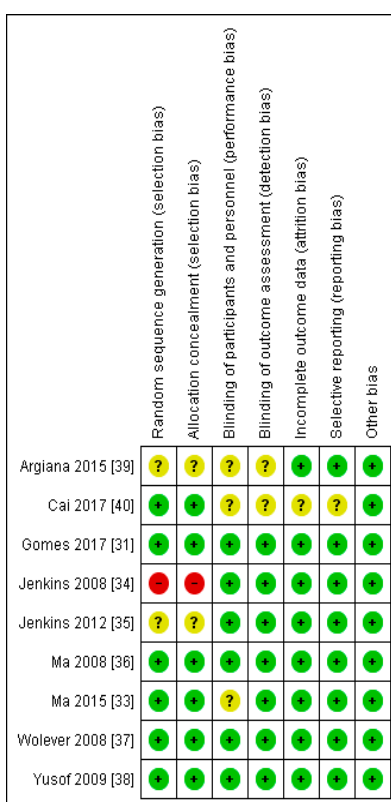 Random sequence generation (selection bias)
Allocation concealment (selection bias)
Blinding of participants and personnel (performance bias)
Blinding of outcome assessment (detection bias)
Incomplete outcome data (attrition bias)
Selective reporting (reporting bias)
Other bias
Argiana 2015 [39] ? ? ? ? + + +
Cai 2017 [40] + + ? ? ? ? +
Gomes 2017 [31] + + + + + + +
Jenkins 2008 [34] - - + + + + +
Jenkins 2012 [35] ? ? + + + + +
Ma 2008 [36] + + + + + + +
Ma 2015 [33] + + ? + + + +
Wolever 2008 [37] + + + + + + +
Yusof 2009 [38] + + + + + + +